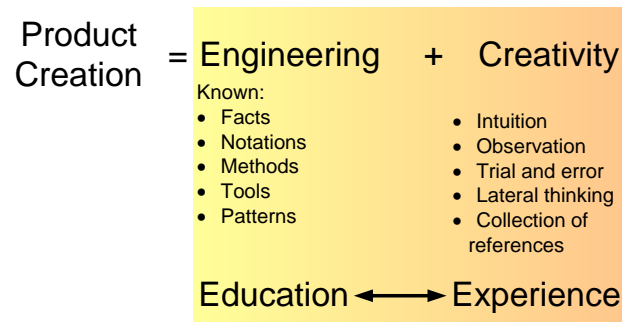 Product
Creation
= Engineering + Creativity
Known:
• Facts
• Notations
• Methods
• Tools
• Patterns
• Intuition
• Observation
• Trial and error
• Lateral thinking
• Collection of
references
Education Experience